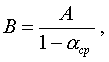 B = A / (1 − α_ср) ,